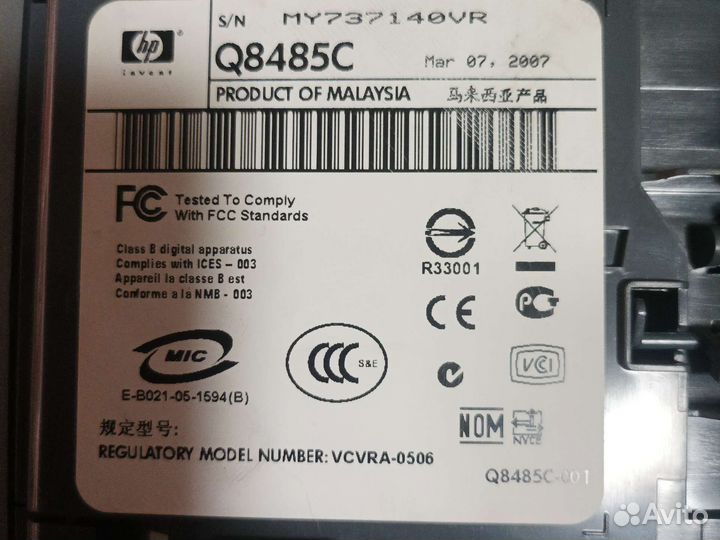 S/N MY737140VR
hp
invent
Q8485C Mar 07, 2007
PRODUCT OF MALAYSIA 马来西亚产品
FC Tested To Comply
With FCC Standards
Class B digital apparatus
Complies with ICES - 003
Appareil la classe B est
Conforme a la NMB - 003
R33001
CE
MIC
E-B021-05-1594(B)
CCC S&E
VCI
NOM NYCE
规定型号:
REGULATORY MODEL NUMBER: VCVRA-0506
Q8485C-001
Avito